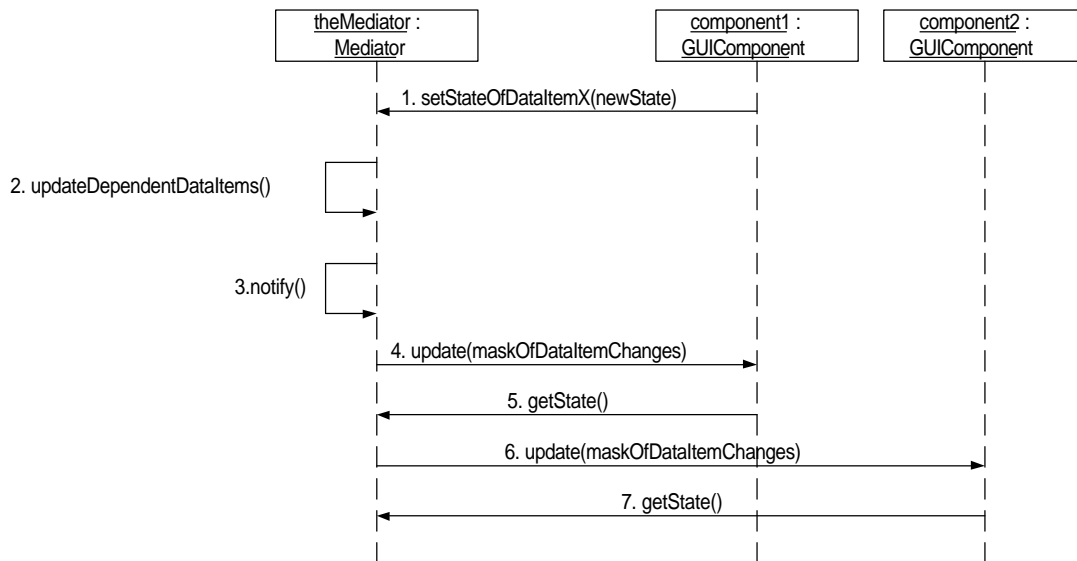 theMediator :
Mediator
component1 :
GUIComponent
component2 :
GUIComponent
1. setStateOfDataItemX(newState)
2. updateDependentDataItems()
3.notify()
4. update(maskOfDataItemChanges)
5. getState()
6. update(maskOfDataItemChanges)
7. getState()